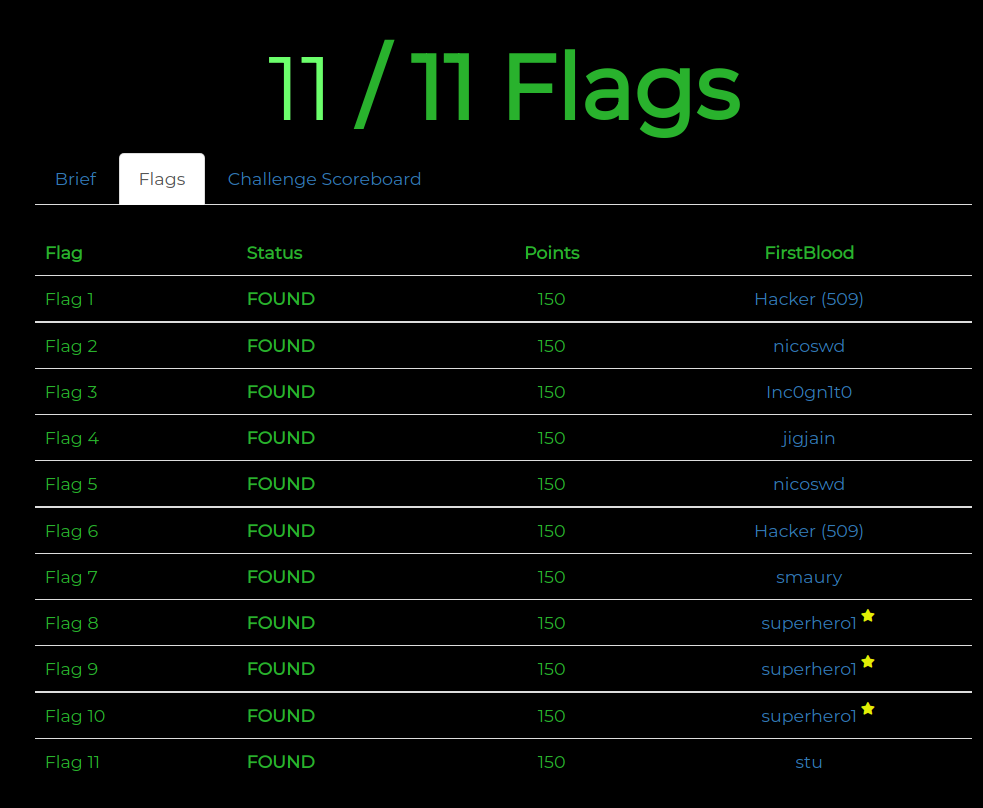 11 / 11 Flags
Brief Flags Challenge Scoreboard
Flag Status Points FirstBlood
Flag 1 FOUND 150 Hacker (509)
Flag 2 FOUND 150 nicoswd
Flag 3 FOUND 150 Inc0gn1t0
Flag 4 FOUND 150 jigjain
Flag 5 FOUND 150 nicoswd
Flag 6 FOUND 150 Hacker (509)
Flag 7 FOUND 150 smaury
Flag 8 FOUND 150 superhero1
Flag 9 FOUND 150 superhero1
Flag 10 FOUND 150 superhero1
Flag 11 FOUND 150 stu